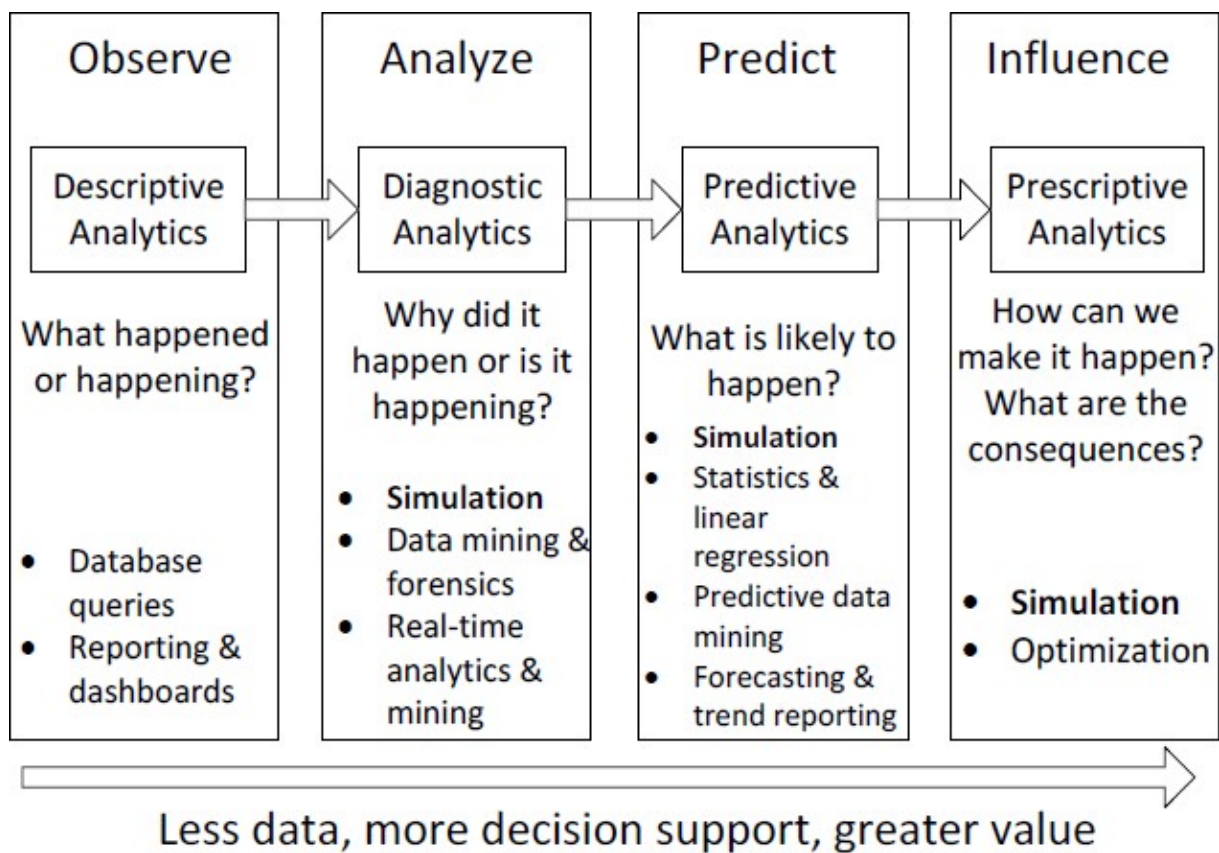 Observe
Descriptive
Analytics
What happened
or happening?
• Database
queries
• Reporting &
dashboards
Analyze
Diagnostic
Analytics
Why did it
happen or is it
happening?
• Simulation
• Data mining &
forensics
• Real-time
analytics &
mining
Predict
Predictive
Analytics
What is likely to
happen?
• Simulation
• Statistics &
linear
regression
• Predictive data
mining
• Forecasting &
trend reporting
Influence
Prescriptive
Analytics
How can we
make it happen?
What are the
consequences?
• Simulation
• Optimization
Less data, more decision support, greater value